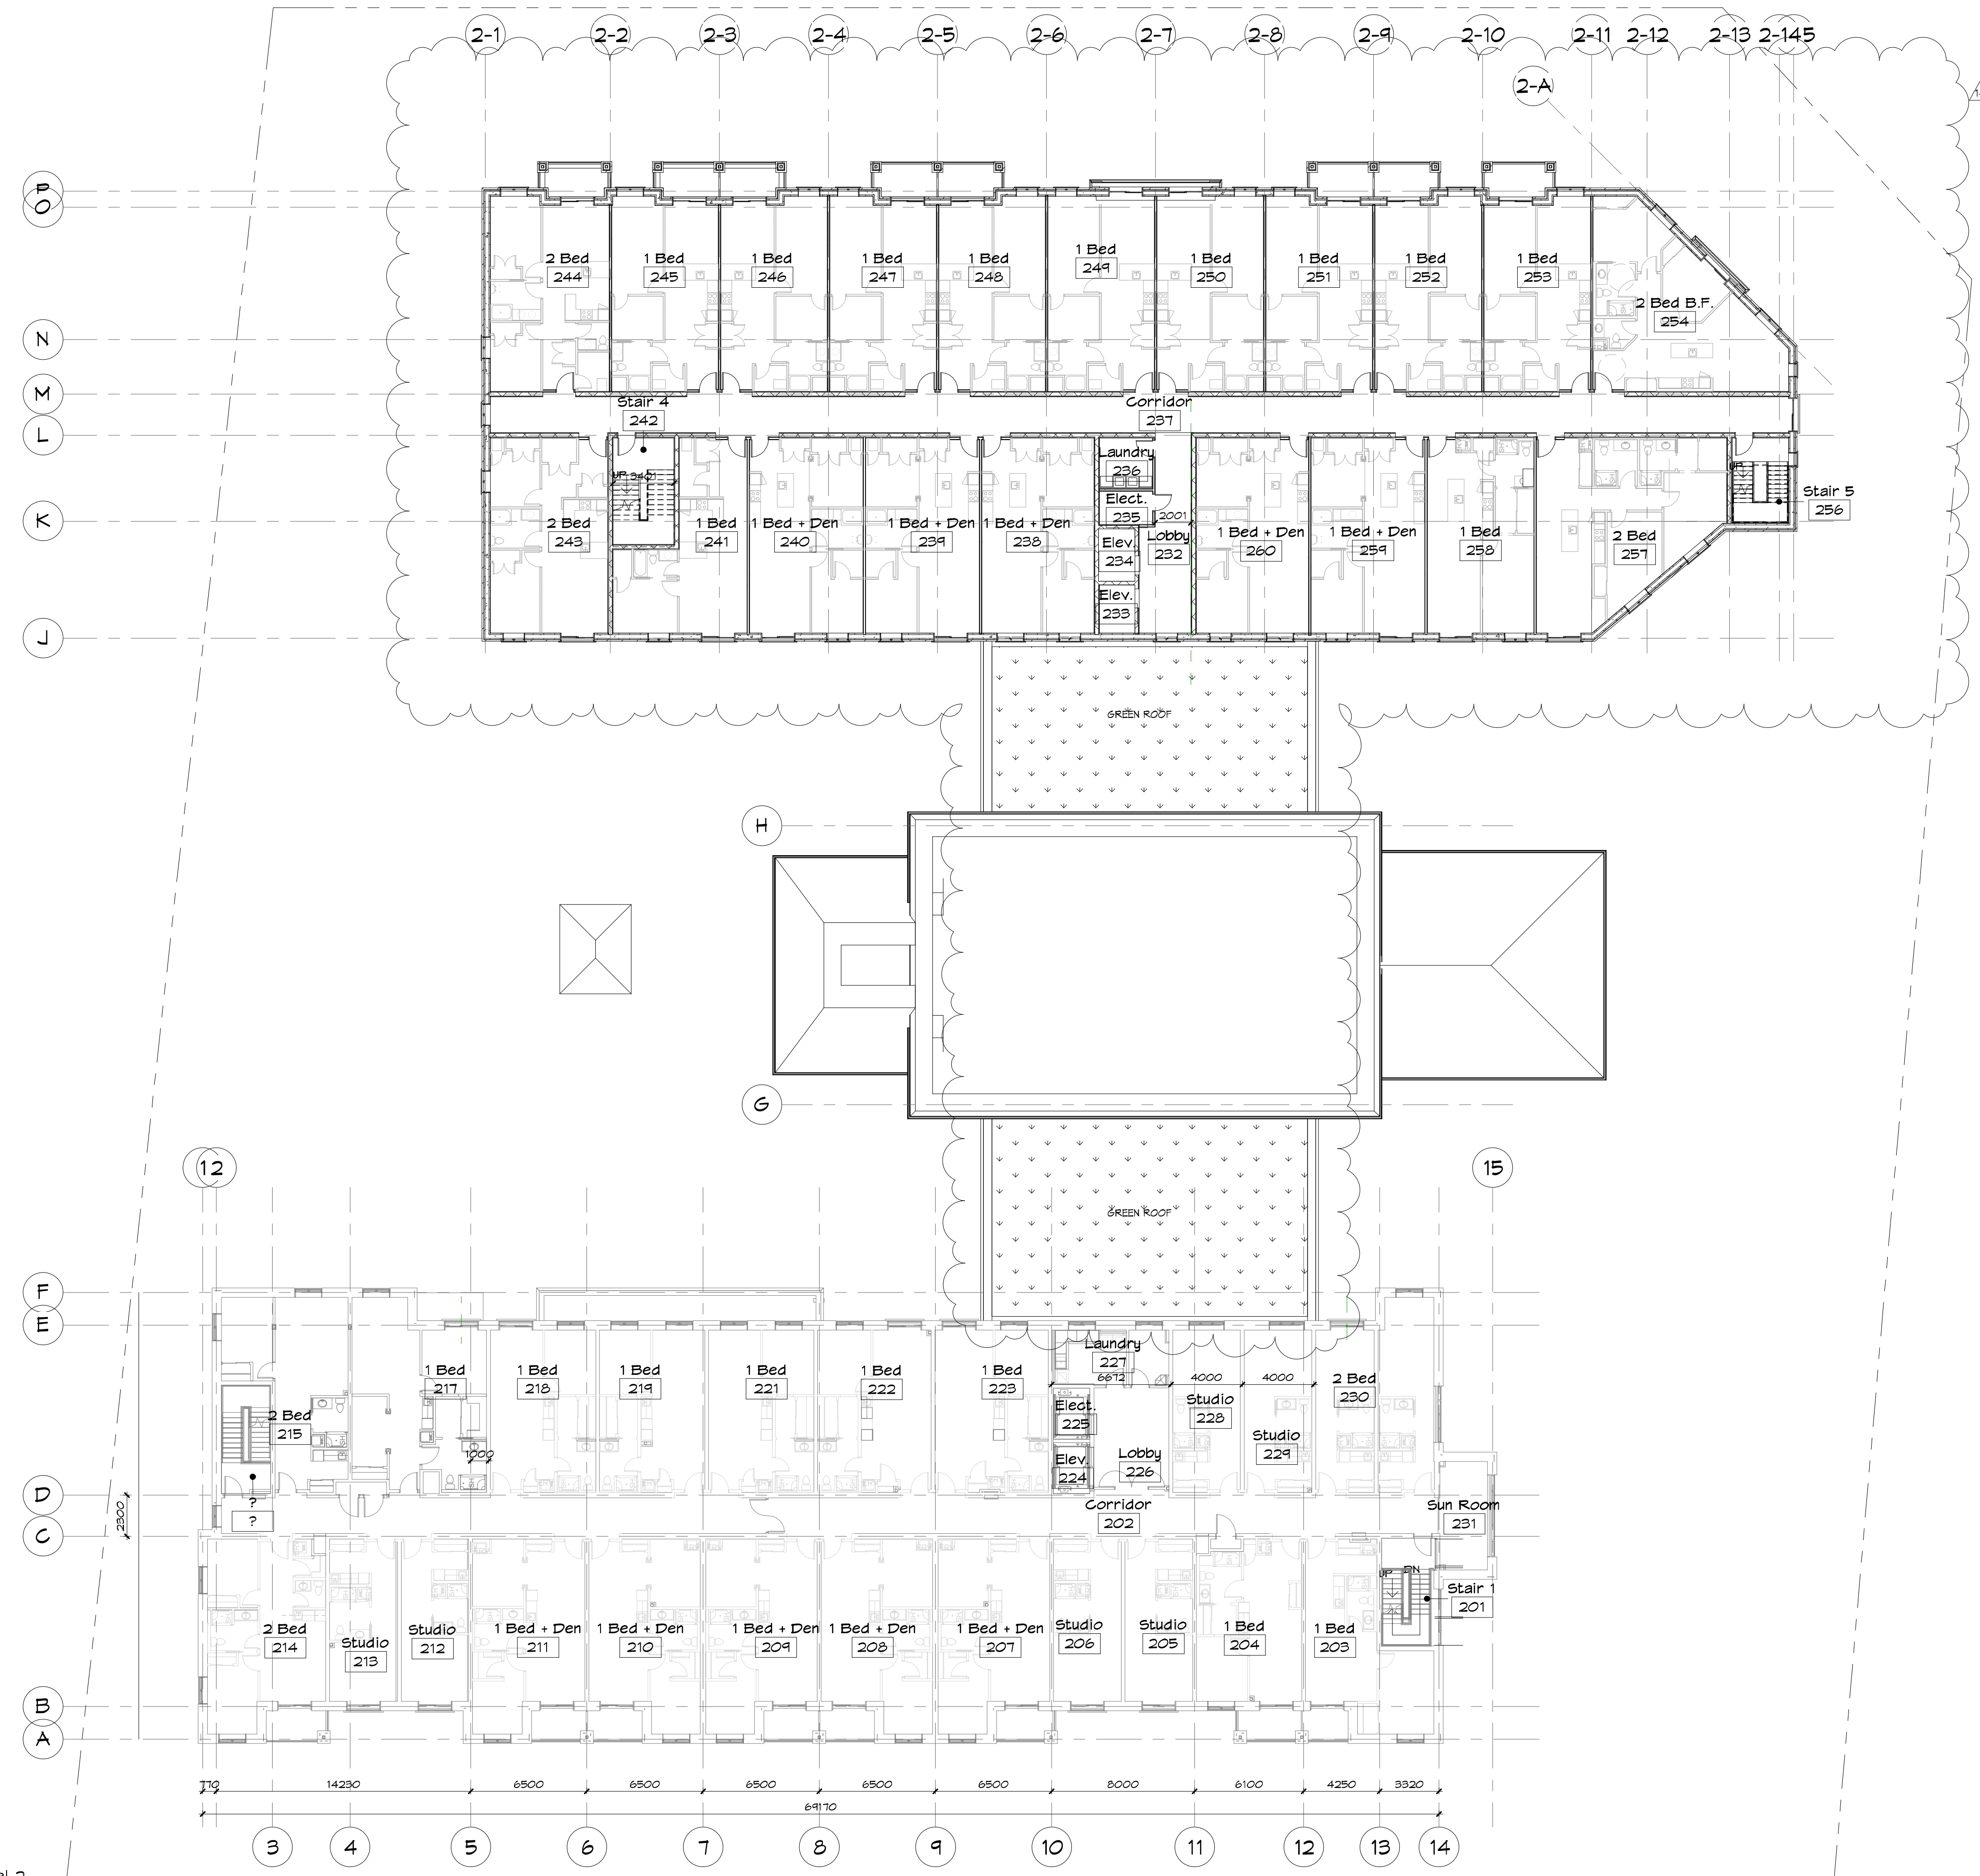 2-1
2-2
2-3
2-4
2-5
2-6
2-7
2-8
2-9
2-10
2-11
2-12
2-13
2-145
2-A
P
O
N
M
L
K
J
2 Bed
244
1 Bed
245
1 Bed
246
1 Bed
247
1 Bed
248
1 Bed
249
1 Bed
250
1 Bed
251
1 Bed
252
1 Bed
253
2 Bed B.F.
254
Stair 4
242
Corridor
237
UP
Laundry
236
Elect.
235
2001
Elev
234
Lobby
232
Elev.
233
2 Bed
243
1 Bed
241
1 Bed + Den
240
1 Bed + Den
239
1 Bed + Den
238
1 Bed + Den
260
1 Bed + Den
259
1 Bed
258
2 Bed
257
UP
Stair 5
256
GREEN ROOF
H
G
GREEN ROOF
1
2
15
F
E
D
C
B
A
2300
2 Bed
215
1 Bed
217
1000
1 Bed
218
1 Bed
219
1 Bed
221
1 Bed
222
1 Bed
223
Laundry
227
6672
4000
4000
Elect.
225
Elev.
224
Lobby
226
Studio
228
Studio
229
2 Bed
230
?
?
Corridor
202
Sun Room
231
UP
DN
Stair 1
201
2 Bed
214
Studio
213
Studio
212
1 Bed + Den
211
1 Bed + Den
210
1 Bed + Den
209
1 Bed + Den
208
1 Bed + Den
207
Studio
206
Studio
205
1 Bed
204
1 Bed
203
770
14230
6500
6500
6500
6500
6500
8000
6100
4250
3320
69170
3
4
5
6
7
8
9
10
11
12
13
14